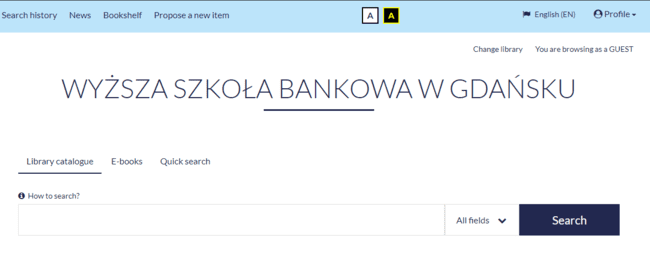 Search history News Bookshelf Propose a new item A A English (EN) Profile
Change library You are browsing as a GUEST
WYŻSZA SZKOŁA BANKOWA W GDAŃSKU
Library catalogue E-books Quick search
How to search?
All fields Search